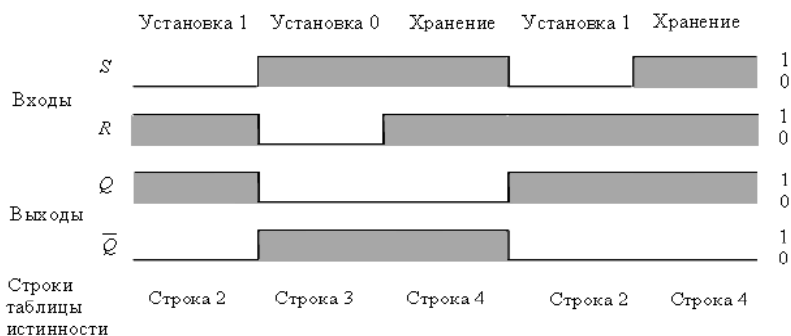 Установка 1 Установка 0 Хранение Установка 1 Хранение
S 1
0
Входы
R 1
0
Q 1
0
Выходы
Q̅ 1
0
Строки
таблицы
истинности
Строка 2 Строка 3 Строка 4 Строка 2 Строка 4